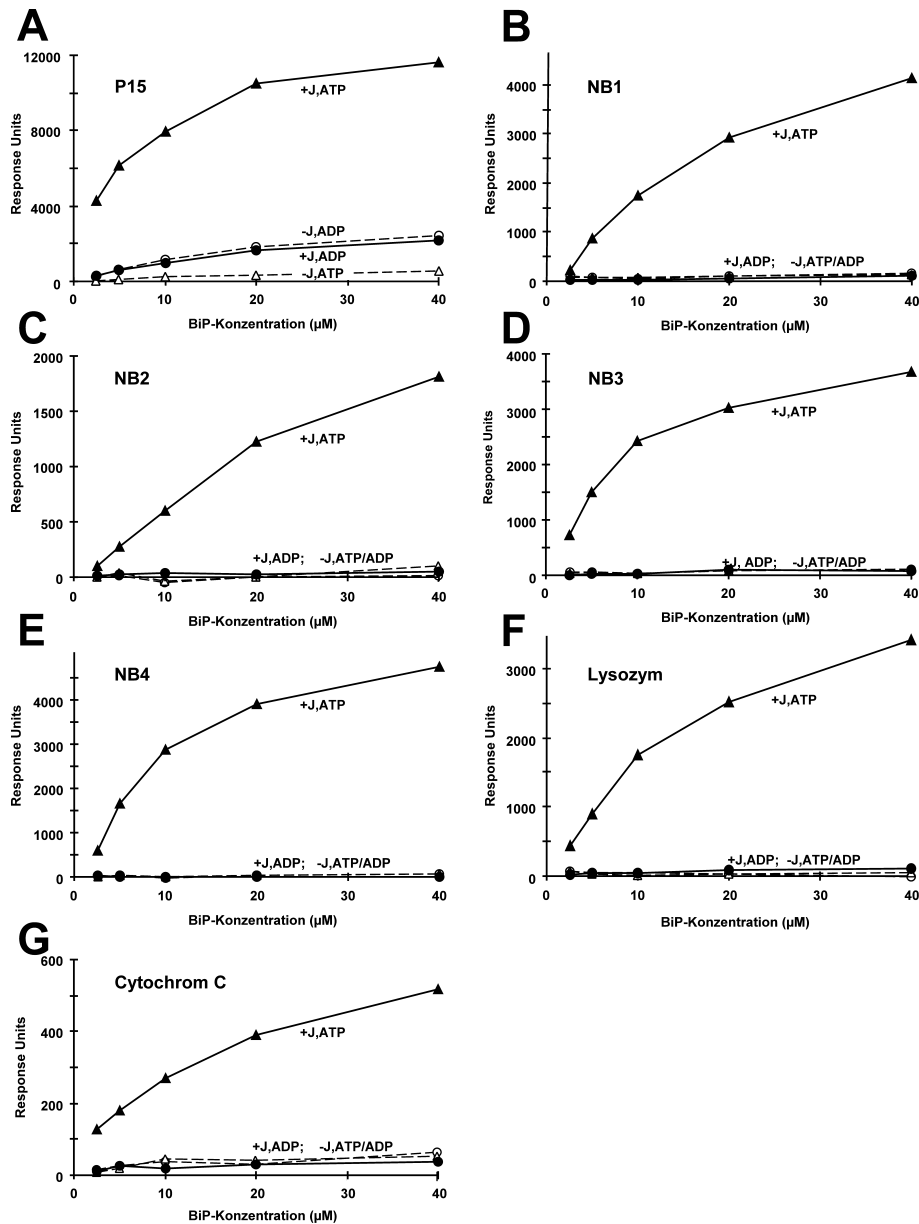 A
P15
12000
8000
4000
0
Response Units
+J,ATP
-J,ADP
+J,ADP
-J,ATP
0 10 20 30 40
BiP-Konzentration (µM)
B
NB1
4000
3000
2000
1000
0
Response Units
+J,ATP
+J,ADP; -J,ATP/ADP
0 10 20 30 40
BiP-Konzentration (µM)
C
NB2
2000
1500
1000
500
0
Response Units
+J,ATP
+J,ADP; -J,ATP/ADP
0 10 20 30 40
BiP-Konzentration (µM)
D
NB3
4000
3000
2000
1000
0
Response Units
+J,ATP
+J, ADP; -J,ATP/ADP
0 10 20 30 40
BiP-Konzentration (µM)
E
NB4
4000
3000
2000
1000
0
Response Units
+J,ATP
+J,ADP; -J,ATP/ADP
0 10 20 30 40
BiP-Konzentration (µM)
F
Lysozym
3000
2000
1000
0
Response Units
+J,ATP
+J,ADP; -J,ATP/ADP
0 10 20 30 40
BiP-Konzentration (µM)
G
Cytochrom C
600
400
200
0
Response Units
+J,ATP
+J,ADP; -J,ATP/ADP
0 10 20 30 40
BiP-Konzentration (µM)